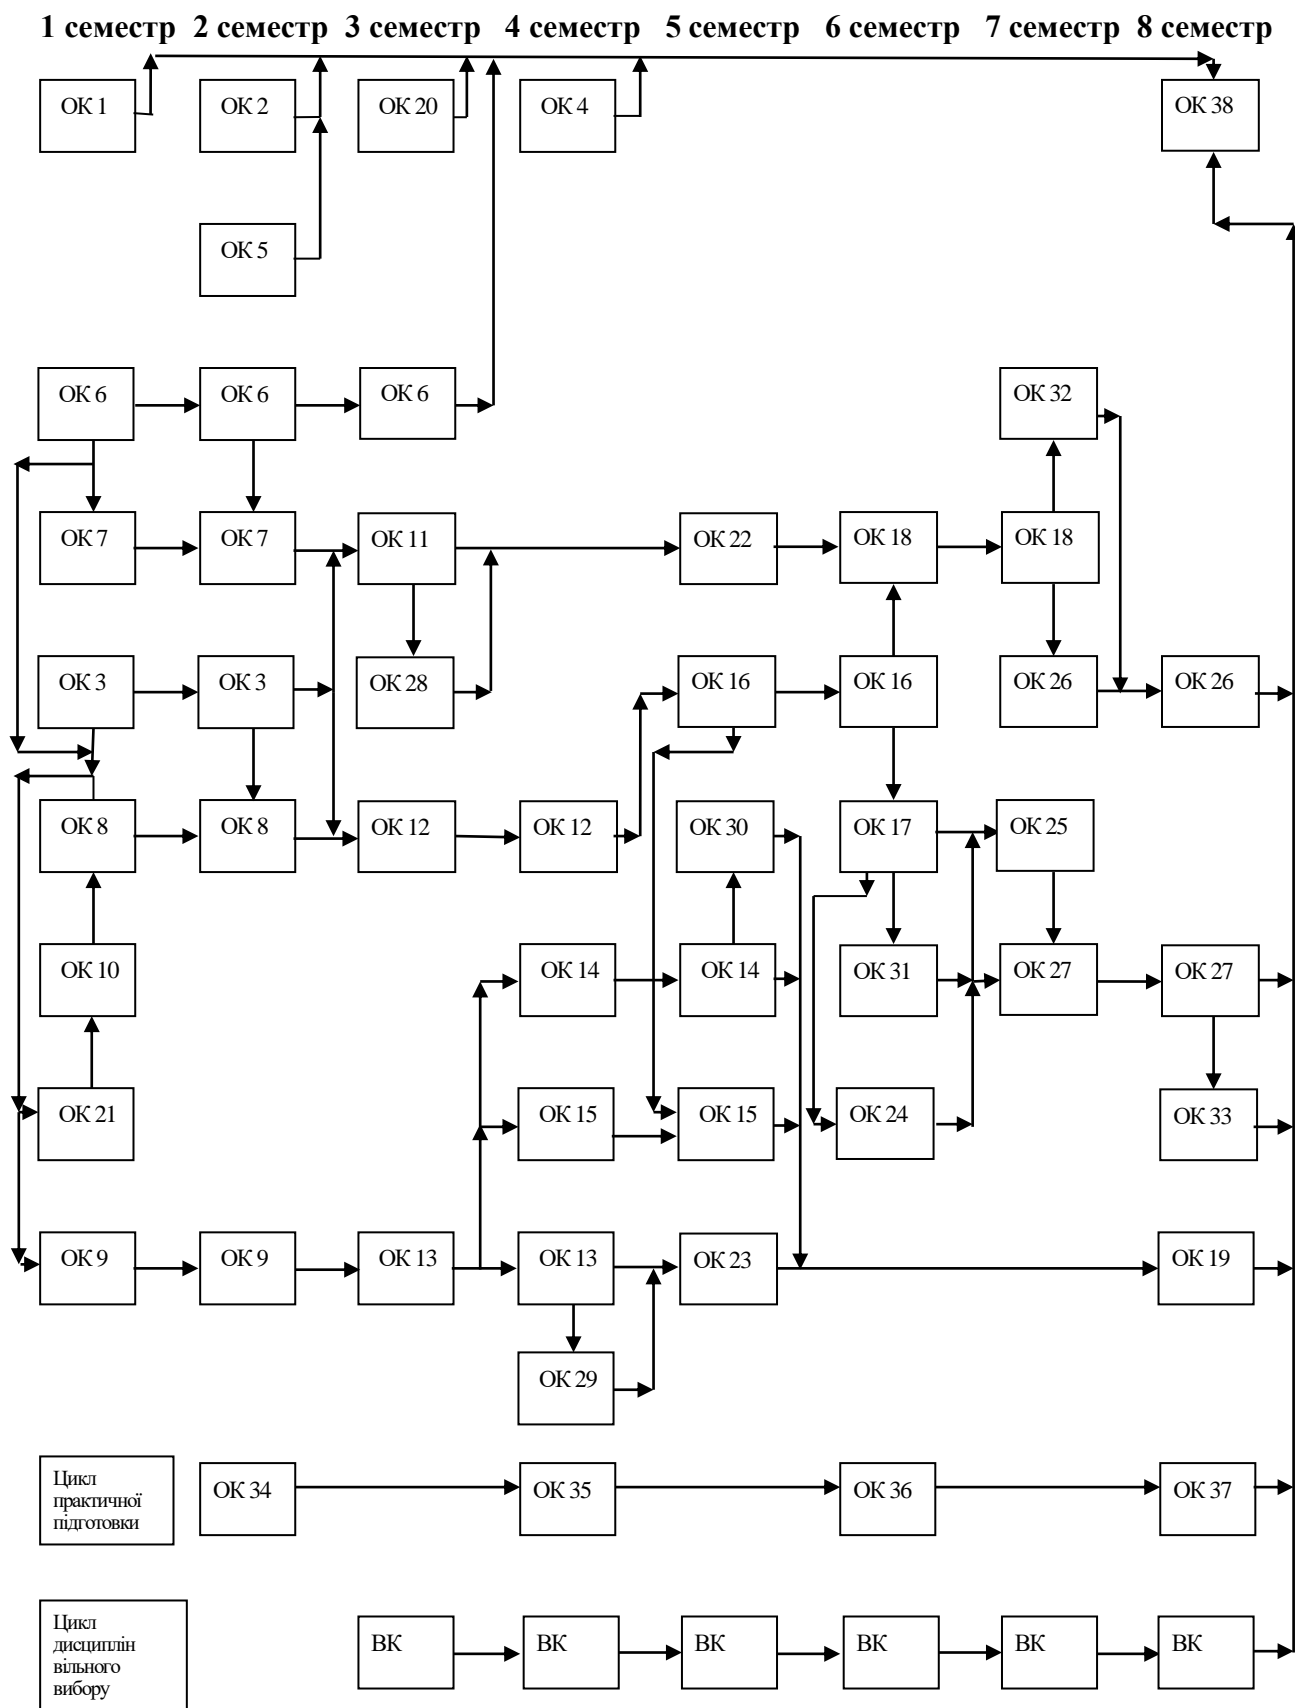 1 семестр 2 семестр 3 семестр 4 семестр 5 семестр 6 семестр 7 семестр 8 семестр
ОК 1 ОК 2 ОК 20 ОК 4 ОК 38
ОК 5
ОК 6 ОК 6 ОК 6 ОК 32
ОК 7 ОК 7 ОК 11 ОК 22 ОК 18 ОК 18
ОК 3 ОК 3 ОК 28 ОК 16 ОК 16 ОК 26 ОК 26
ОК 8 ОК 8 ОК 12 ОК 12 ОК 30 ОК 17 ОК 25
ОК 10 ОК 14 ОК 14 ОК 31 ОК 27 ОК 27
ОК 21 ОК 15 ОК 15 ОК 24 ОК 33
ОК 9 ОК 9 ОК 13 ОК 13 ОК 23 ОК 19
ОК 29
Цикл
практичної
підготовки
ОК 34 ОК 35 ОК 36 ОК 37
Цикл
дисциплін
вільного
вибору
ВК ВК ВК ВК ВК ВК